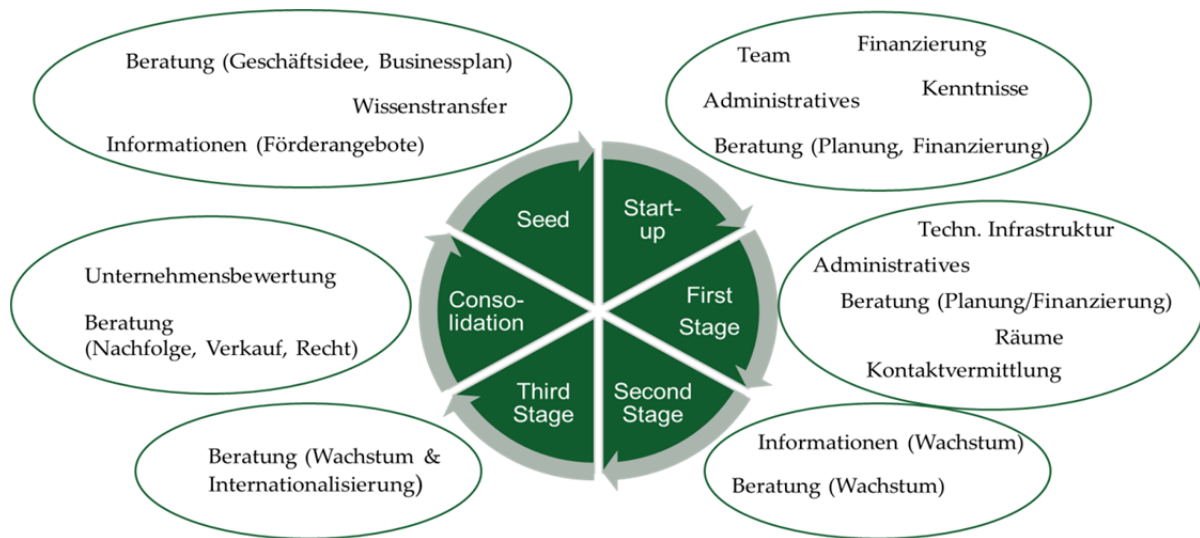 Beratung (Geschäftsidee, Businessplan)
Wissenstransfer
Informationen (Förderangebote)
Team
Finanzierung
Administratives
Kenntnisse
Beratung (Planung, Finanzierung)
Seed
Start-
up
Techn. Infrastruktur
Administratives
Beratung (Planung/Finanzierung)
Räume
Kontaktvermittlung
Unternehmensbewertung
Beratung
(Nachfolge, Verkauf, Recht)
Conso-
lidation
First
Stage
Third
Stage
Second
Stage
Beratung (Wachstum &
Internationalisierung)
Informationen (Wachstum)
Beratung (Wachstum)